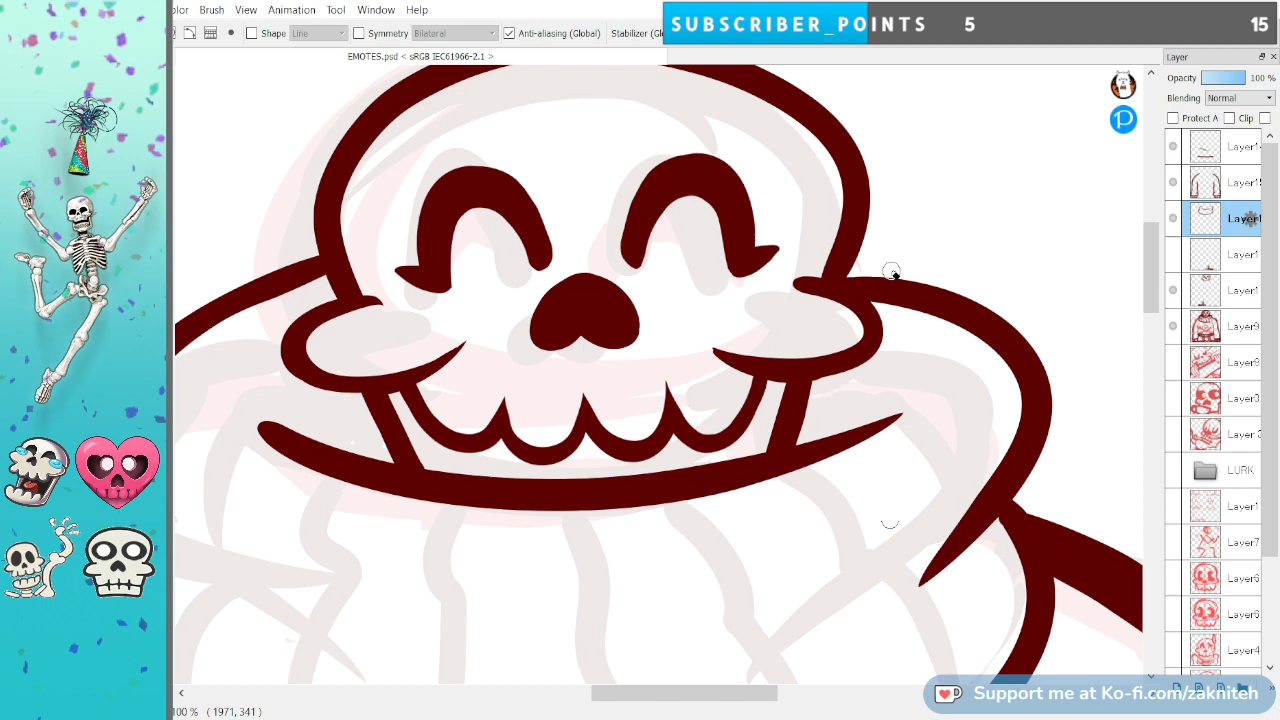 olor Brush View Animation Tool Window Help
SUBSCRIBER_POINTS 5 15
Shape Line Symmetry Bilateral Anti-aliasing (Global) Stabilizer (Gl
EMOTES.psd < sRGB IEC61966-2.1 >
Layer
Opacity 100 %
Blending Normal
Protect A Clip
Layer1
Layer1
Layer1
Layer1
Layer1
Layer9
Layer8
Layer3
Layer
LURK
Layer1
Layer7
Layer6
Layer6
Layer4
Support me at Ko-fi.com/zakniteh
100 % ( 1971, 341 )